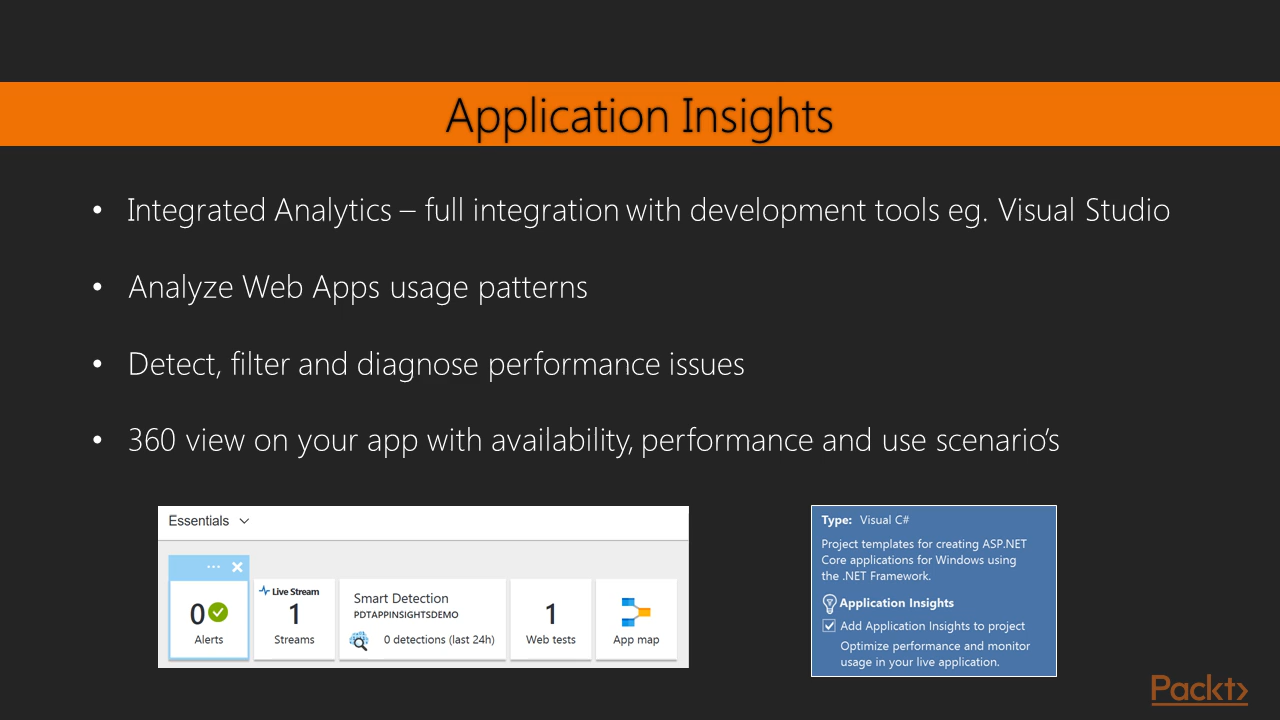 Application Insights
• Integrated Analytics – full integration with development tools eg. Visual Studio
• Analyze Web Apps usage patterns
• Detect, filter and diagnose performance issues
• 360 view on your app with availability, performance and use scenario's
Essentials
0
Alerts
Live Stream
1
Streams
Smart Detection
PDTAPPINSIGHTSDEMO
0 detections (last 24h)
1
Web tests
App map
Type: Visual C#
Project templates for creating ASP.NET
Core applications for Windows using
the .NET Framework.
Application Insights
Add Application Insights to project
Optimize performance and monitor
usage in your live application.
Packt>